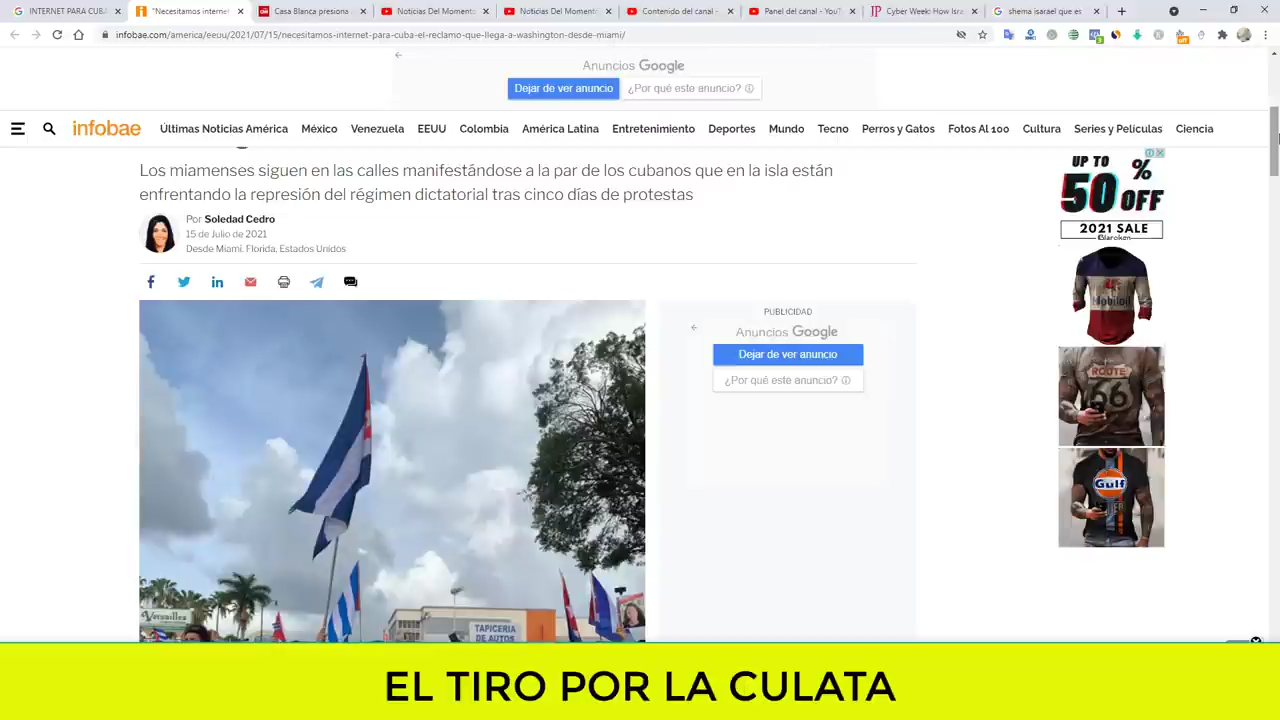 INTERNET PARA CUBA
"Necesitamos internet
Casa Blanca presiona
Noticias Del Momento
Noticias Del Momento
Contenido del canal -
Panel del canal - YouT
Cyber Week! How Isra
shema isarael que es
infobae.com/america/eeuu/2021/07/15/necesitamos-internet-para-cuba-el-reclamo-que-llega-a-washington-desde-miami/
Anuncios Google
Dejar de ver anuncio
¿Por qué este anuncio?
infobae
Últimas Noticias América
México
Venezuela
EEUU
Colombia
América Latina
Entretenimiento
Deportes
Mundo
Tecno
Perros y Gatos
Fotos Al 100
Cultura
Series y Películas
Ciencia
Los miamenses siguen en las calles manifestándose a la par de los cubanos que en la isla están
enfrentando la represión del régimen dictatorial tras cinco días de protestas
Por Soledad Cedro
15 de Julio de 2021
Desde Miami, Florida, Estados Unidos
PUBLICIDAD
Anuncios Google
Dejar de ver anuncio
¿Por qué este anuncio?
UP TO
50 % OFF
2021 SALE
Mobiloil
ROUTE
66
Gulf
Versailles
TAPICERIA
DE AUTOS
EL TIRO POR LA CULATA